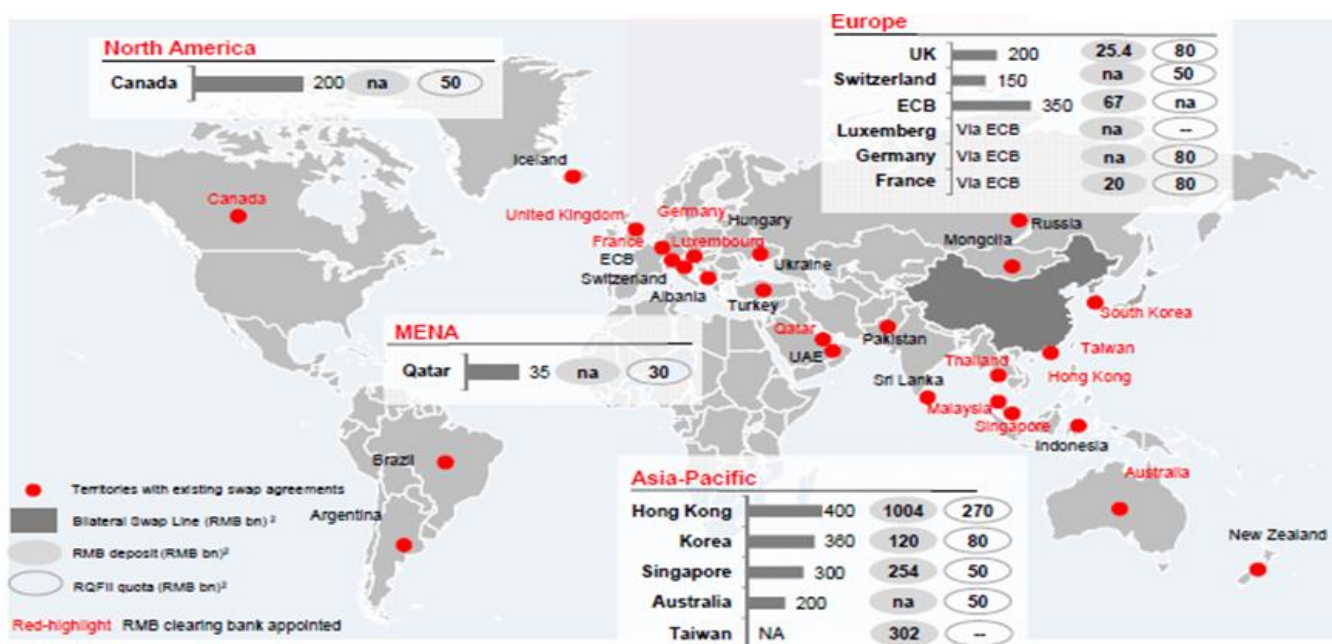 North America
Canada 200 na 50
Europe
UK 200 25.4 80
Switzerland 150 na 50
ECB 350 67 na
Luxemberg Via ECB na --
Germany Via ECB na 80
France Via ECB 20 80
Iceland
Canada
United Kingdom
Germany
Hungary
Russia
France
Luxembourg
Mongolia
ECB
Ukraine
Switzerland
Albania
Turkey
South Korea
MENA
Qatar 35 na 30
Qatar
Pakistan
Taiwan
UAE
Thailand
Hong Kong
Sri Lanka
Malaysia
Singapore
Indonesia
Brazil
Australia
Argentina
New Zealand
Asia-Pacific
Hong Kong 400 1004 270
Korea 360 120 80
Singapore 300 254 50
Australia 200 na 50
Taiwan NA 302 --
Territories with existing swap agreements
Bilateral Swap Line (RMB bn) ²
RMB deposit (RMB bn)²
RQFII quota (RMB bn)²
Red-highlight RMB clearing bank appointed